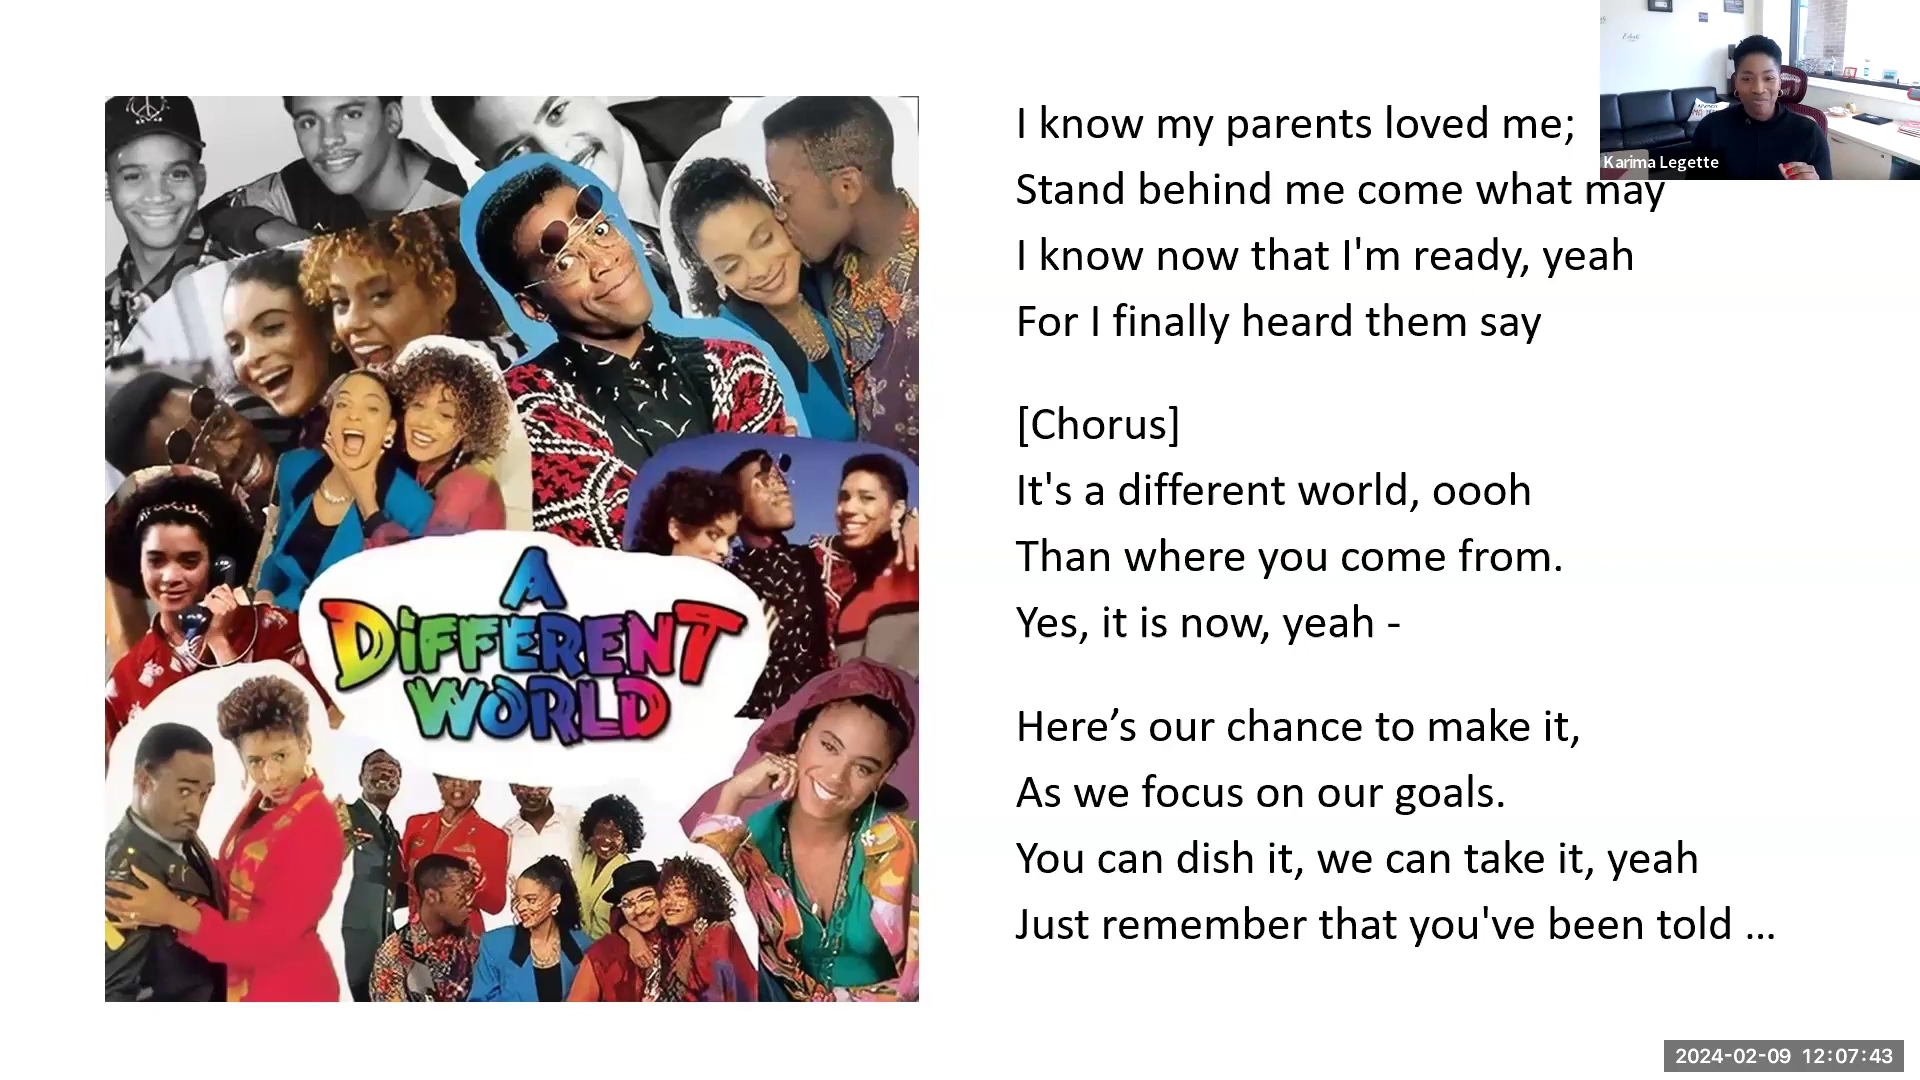 I know my parents loved me;
Stand behind me come what may
I know now that I'm ready, yeah
For I finally heard them say
[Chorus]
It's a different world, oooh
Than where you come from.
Yes, it is now, yeah -
Here’s our chance to make it,
As we focus on our goals.
You can dish it, we can take it, yeah
Just remember that you've been told ...
A
DiFFERENT
WORLD
Karima Legette
2024-02-09 12:07:43